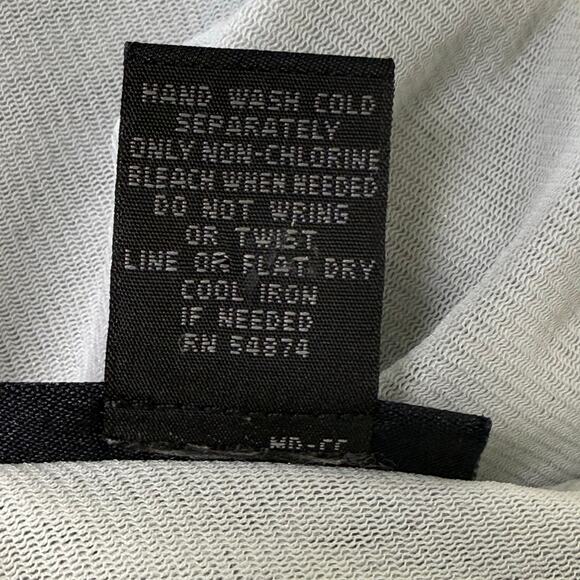 HAND WASH COLD
SEPARATELY
ONLY NON-CHLORINE
BLEACH WHEN NEEDED
DO NOT WRING
OR TWIST
LINE OR FLAT DRY
COOL IRON
IF NEEDED
RN 54874